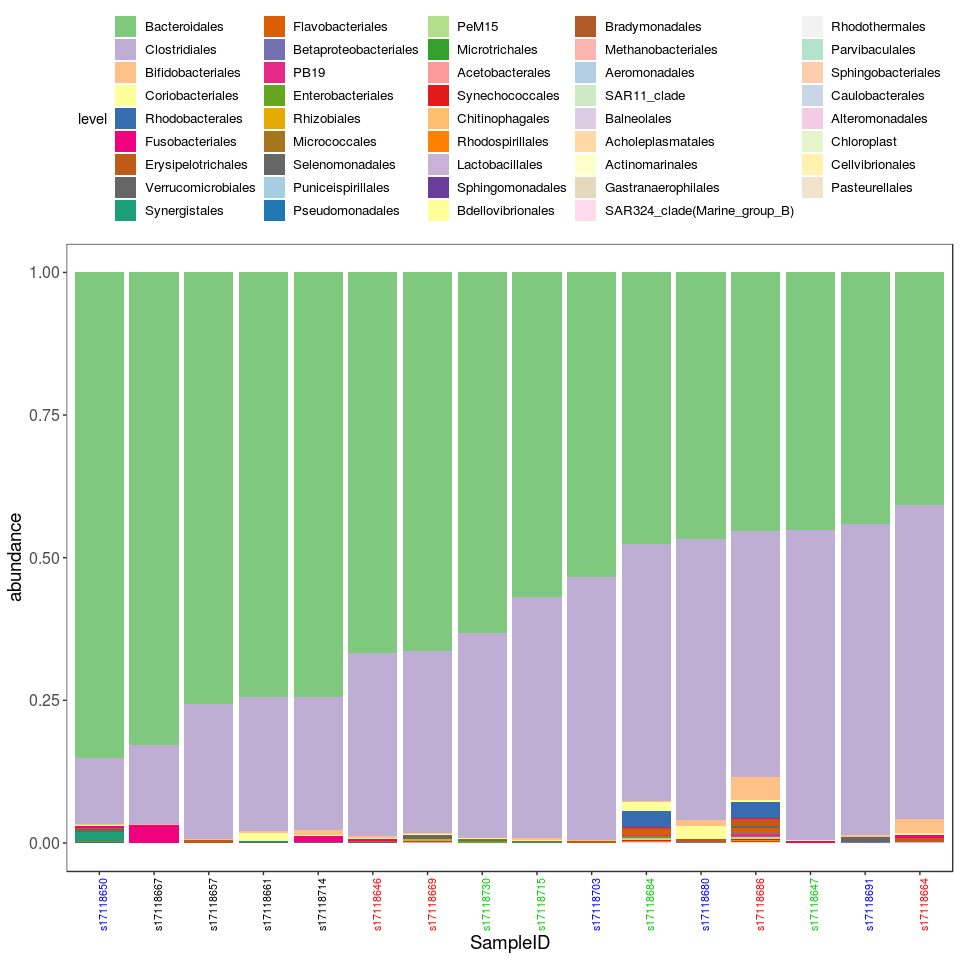 Bacteroidales Flavobacteriales PeM15 Bradymonadales Rhodothermales
Clostridiales Betaproteobacteriales Microtrichales Methanobacteriales Parvibaculales
Bifidobacteriales PB19 Acetobacterales Aeromonadales Sphingobacteriales
Coriobacteriales Enterobacteriales Synechococcales SAR11_clade Caulobacterales
level Rhodobacterales Rhizobiales Chitinophagales Balneolales Alteromonadales
Fusobacteriales Micrococcales Rhodospirillales Acholeplasmatales Chloroplast
Erysipelotrichales Selenomonadales Lactobacillales Actinomarinales Cellvibrionales
Verrucomicrobiales Puniceispirillales Sphingomonadales Gastranaerophilales Pasteurellales
Synergistales Pseudomonadales Bdellovibrionales SAR324_clade(Marine_group_B)
1.00
0.75
0.50
0.25
0.00
abundance
s17118650 s17118667 s17118657 s17118661 s17118714 s17118646 s17118669 s17118730 s17118715 s17118703 s17118684 s17118680 s17118686 s17118647 s17118691 s17118664
SampleID